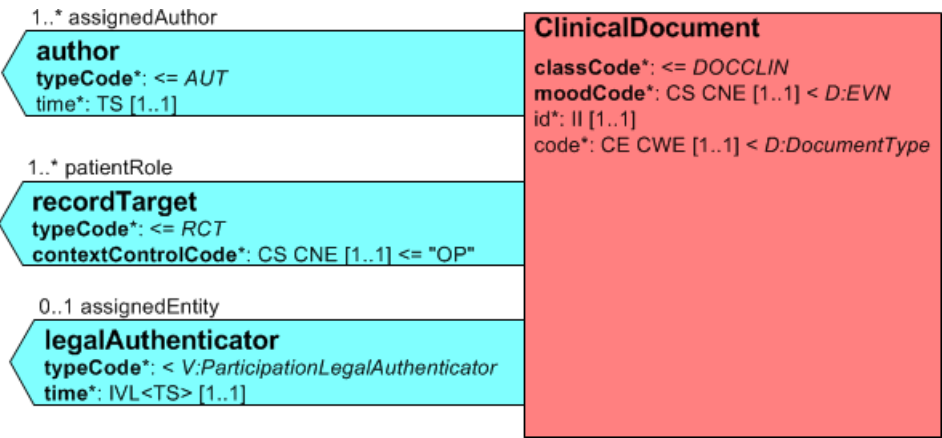 1..* assignedAuthor
author
typeCode*: <= AUT
time*: TS [1..1]
1..* patientRole
recordTarget
typeCode*: <= RCT
contextControlCode*: CS CNE [1..1] <= "OP"
0..1 assignedEntity
legalAuthenticator
typeCode*: < V:ParticipationLegalAuthenticator
time*: IVL<TS> [1..1]
ClinicalDocument
classCode*: <= DOCCLIN
moodCode*: CS CNE [1..1] < D:EVN
id*: II [1..1]
code*: CE CWE [1..1] < D:DocumentType